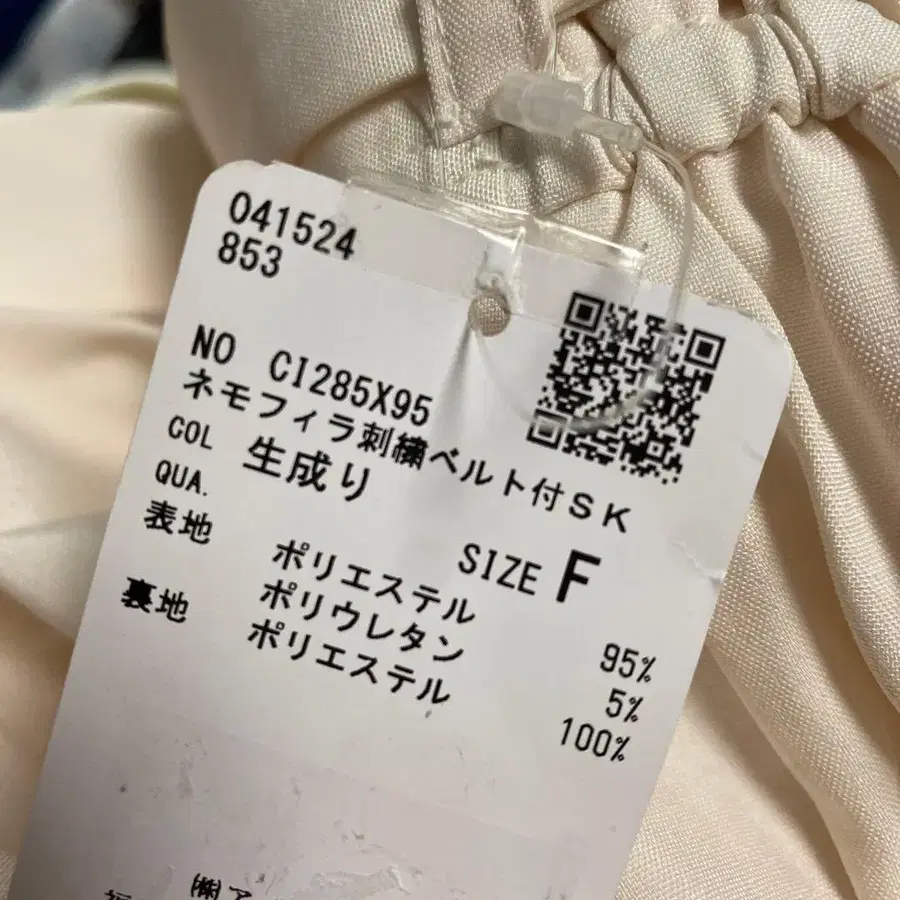 041524
853
NO CI285X95
ネモフィラ刺繍ベルト付SK
COL 生成り
SIZE F
QUA.
表地 ポリエステル 95%
ポリウレタン 5%
裏地 ポリエステル 100%
㈱ア